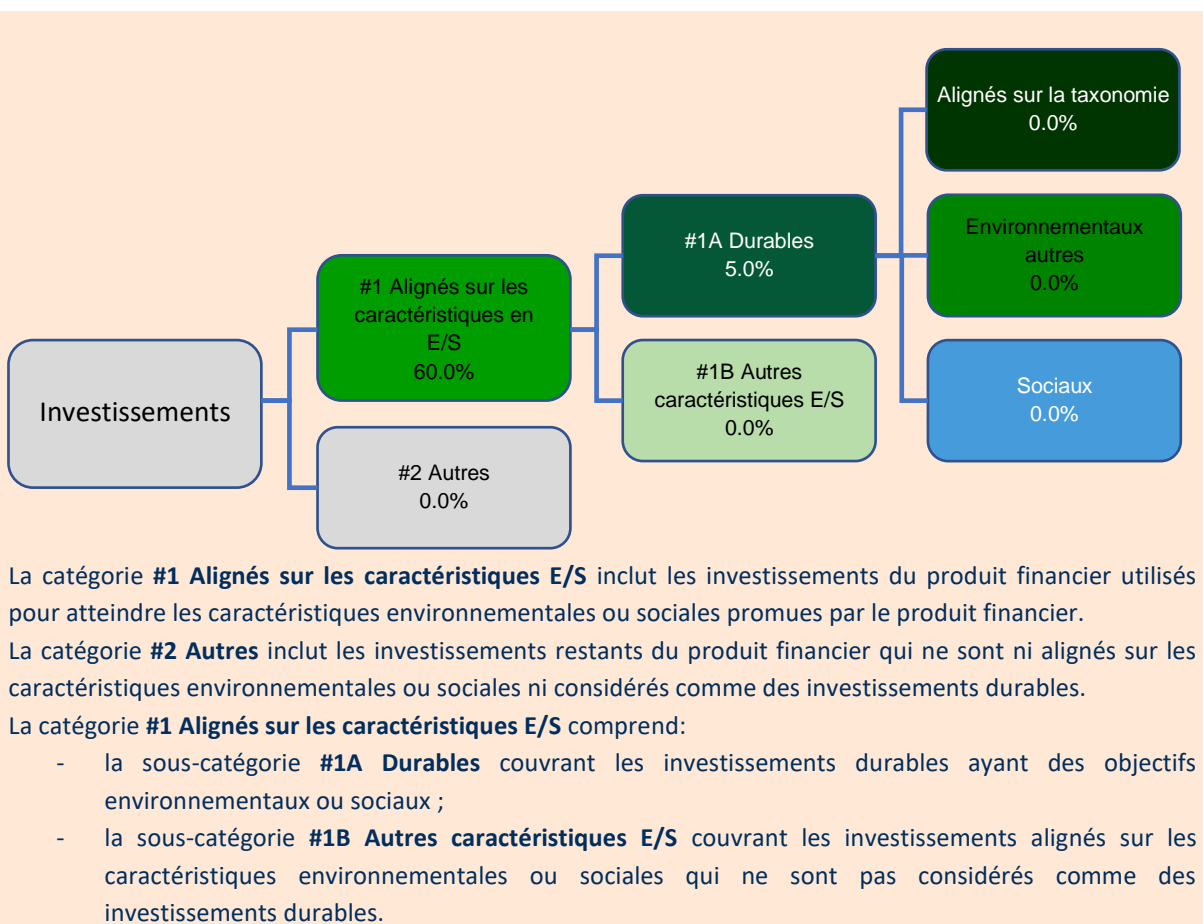 Investissements
#1 Alignés sur les
caractéristiques en
E/S
60.0%
#2 Autres
0.0%
#1A Durables
5.0%
#1B Autres
caractéristiques E/S
0.0%
Alignés sur la taxonomie
0.0%
Environnementaux
autres
0.0%
Sociaux
0.0%
La catégorie #1 Alignés sur les caractéristiques E/S inclut les investissements du produit financier utilisés
pour atteindre les caractéristiques environnementales ou sociales promues par le produit financier.
La catégorie #2 Autres inclut les investissements restants du produit financier qui ne sont ni alignés sur les
caractéristiques environnementales ou sociales ni considérés comme des investissements durables.
La catégorie #1 Alignés sur les caractéristiques E/S comprend:
- la sous-catégorie #1A Durables couvrant les investissements durables ayant des objectifs
environnementaux ou sociaux ;
- la sous-catégorie #1B Autres caractéristiques E/S couvrant les investissements alignés sur les
caractéristiques environnementales ou sociales qui ne sont pas considérés comme des
investissements durables.